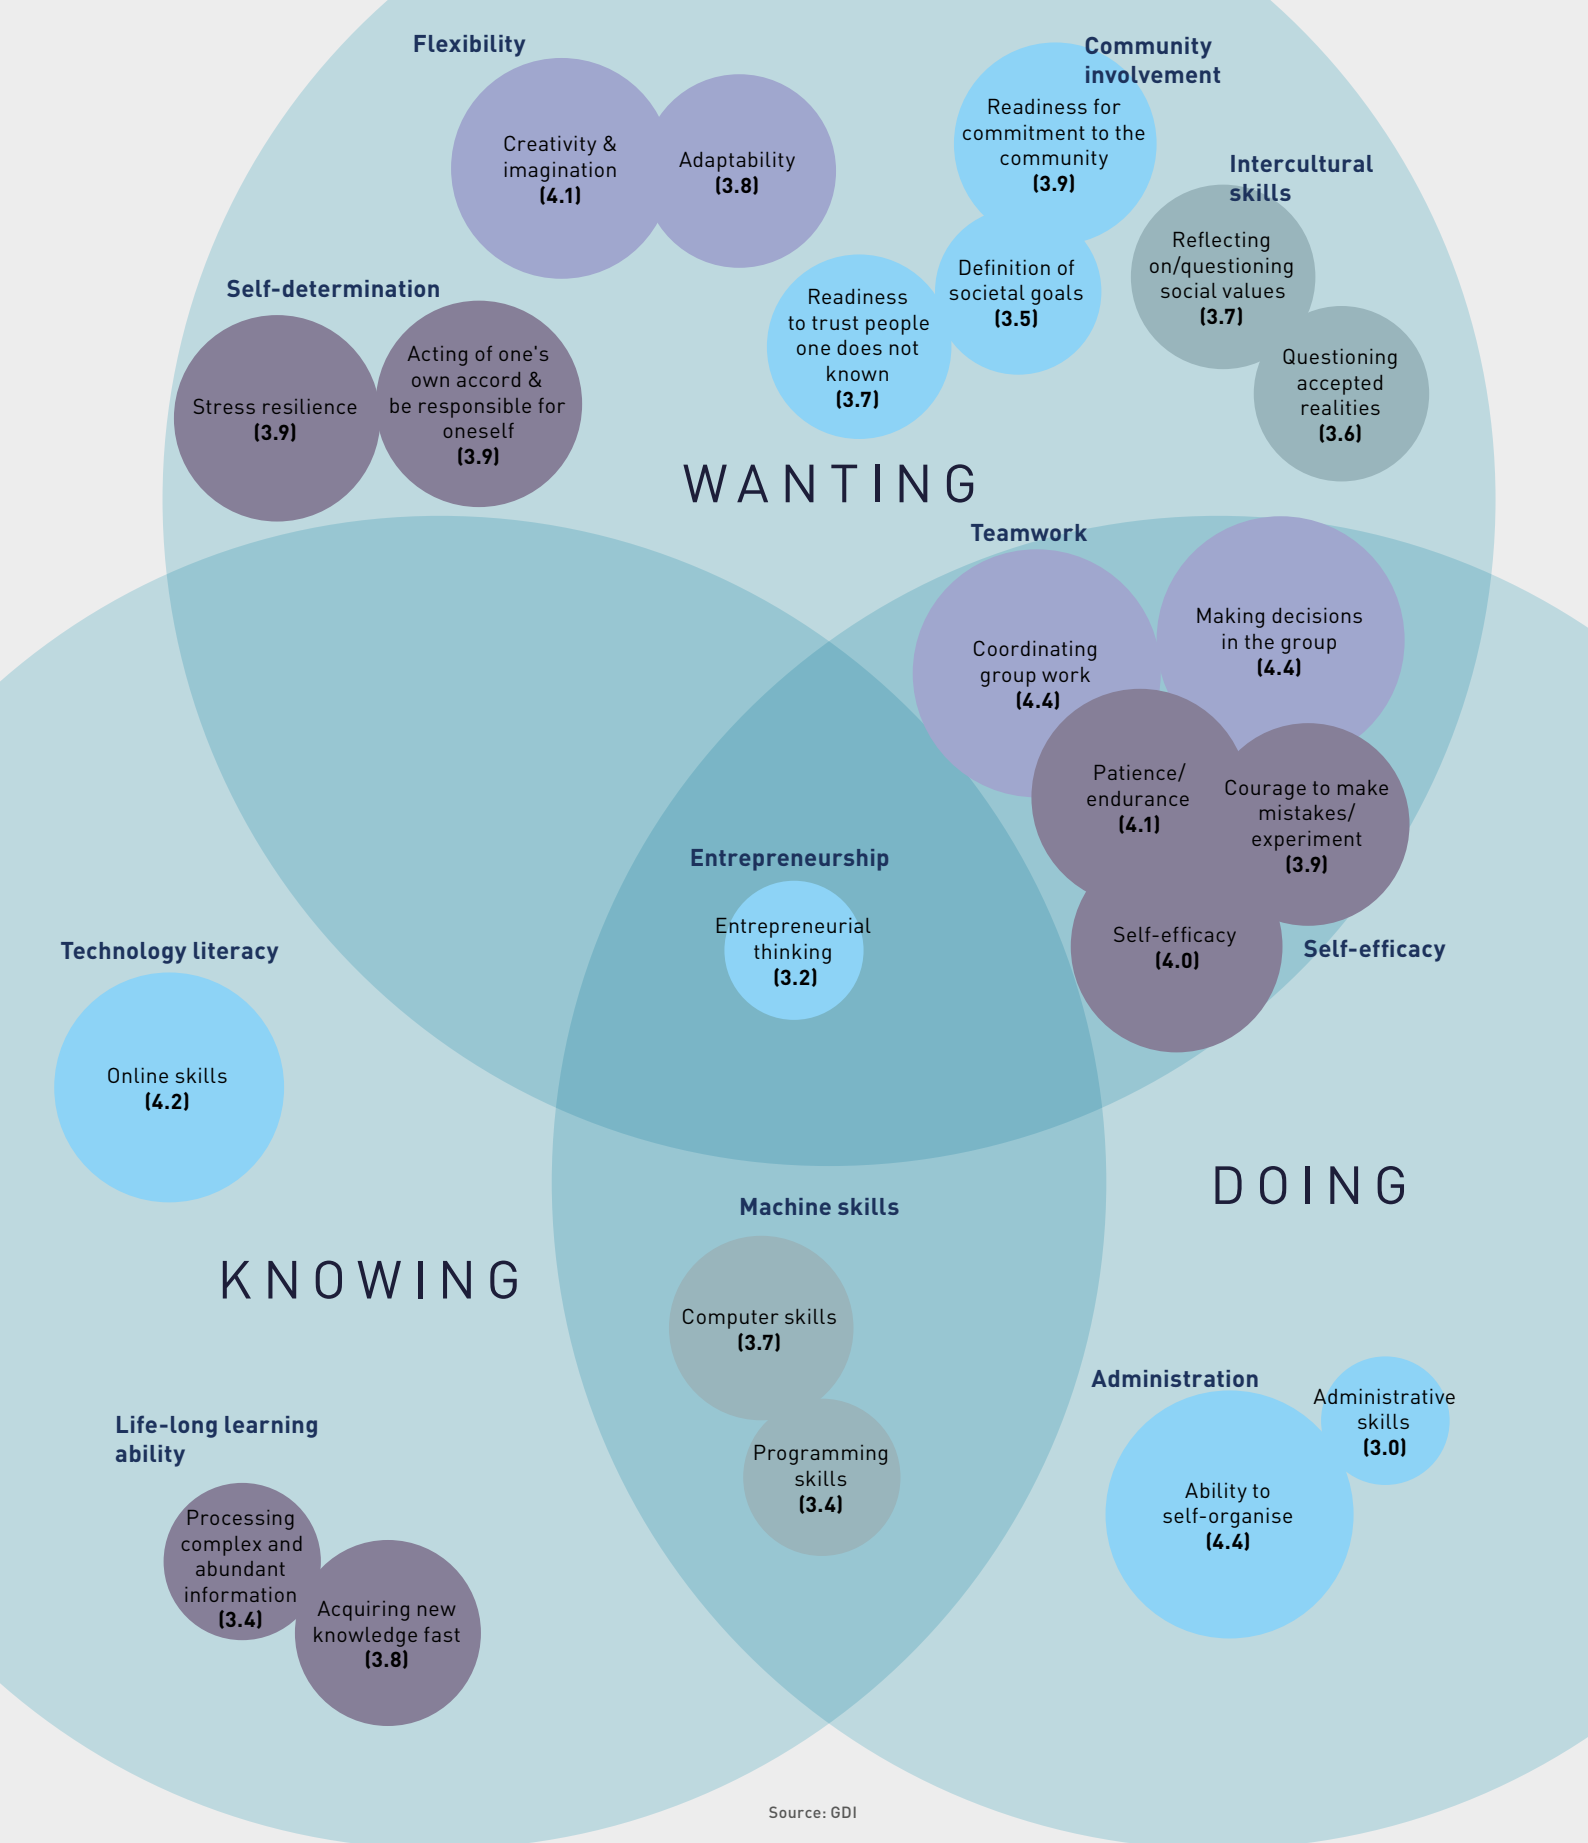 Flexibility
Creativity &
imagination
(4.1)
Adaptability
(3.8)
Community
involvement
Readiness for
commitment to the
community
(3.9)
Definition of
societal goals
(3.5)
Readiness
to trust people
one does not
known
(3.7)
Intercultural
skills
Reflecting
on/questioning
social values
(3.7)
Questioning
accepted
realities
(3.6)
Self-determination
Stress resilience
(3.9)
Acting of one's
own accord &
be responsible for
oneself
(3.9)
WANTING
Teamwork
Coordinating
group work
(4.4)
Making decisions
in the group
(4.4)
Patience/
endurance
(4.1)
Courage to make
mistakes/
experiment
(3.9)
Self-efficacy
(4.0)
Self-efficacy
Entrepreneurship
Entrepreneurial
thinking
(3.2)
Technology literacy
Online skills
(4.2)
KNOWING
DOING
Machine skills
Computer skills
(3.7)
Programming
skills
(3.4)
Administration
Administrative
skills
(3.0)
Ability to
self-organise
(4.4)
Life-long learning
ability
Processing
complex and
abundant
information
(3.4)
Acquiring new
knowledge fast
(3.8)
Source: GDI